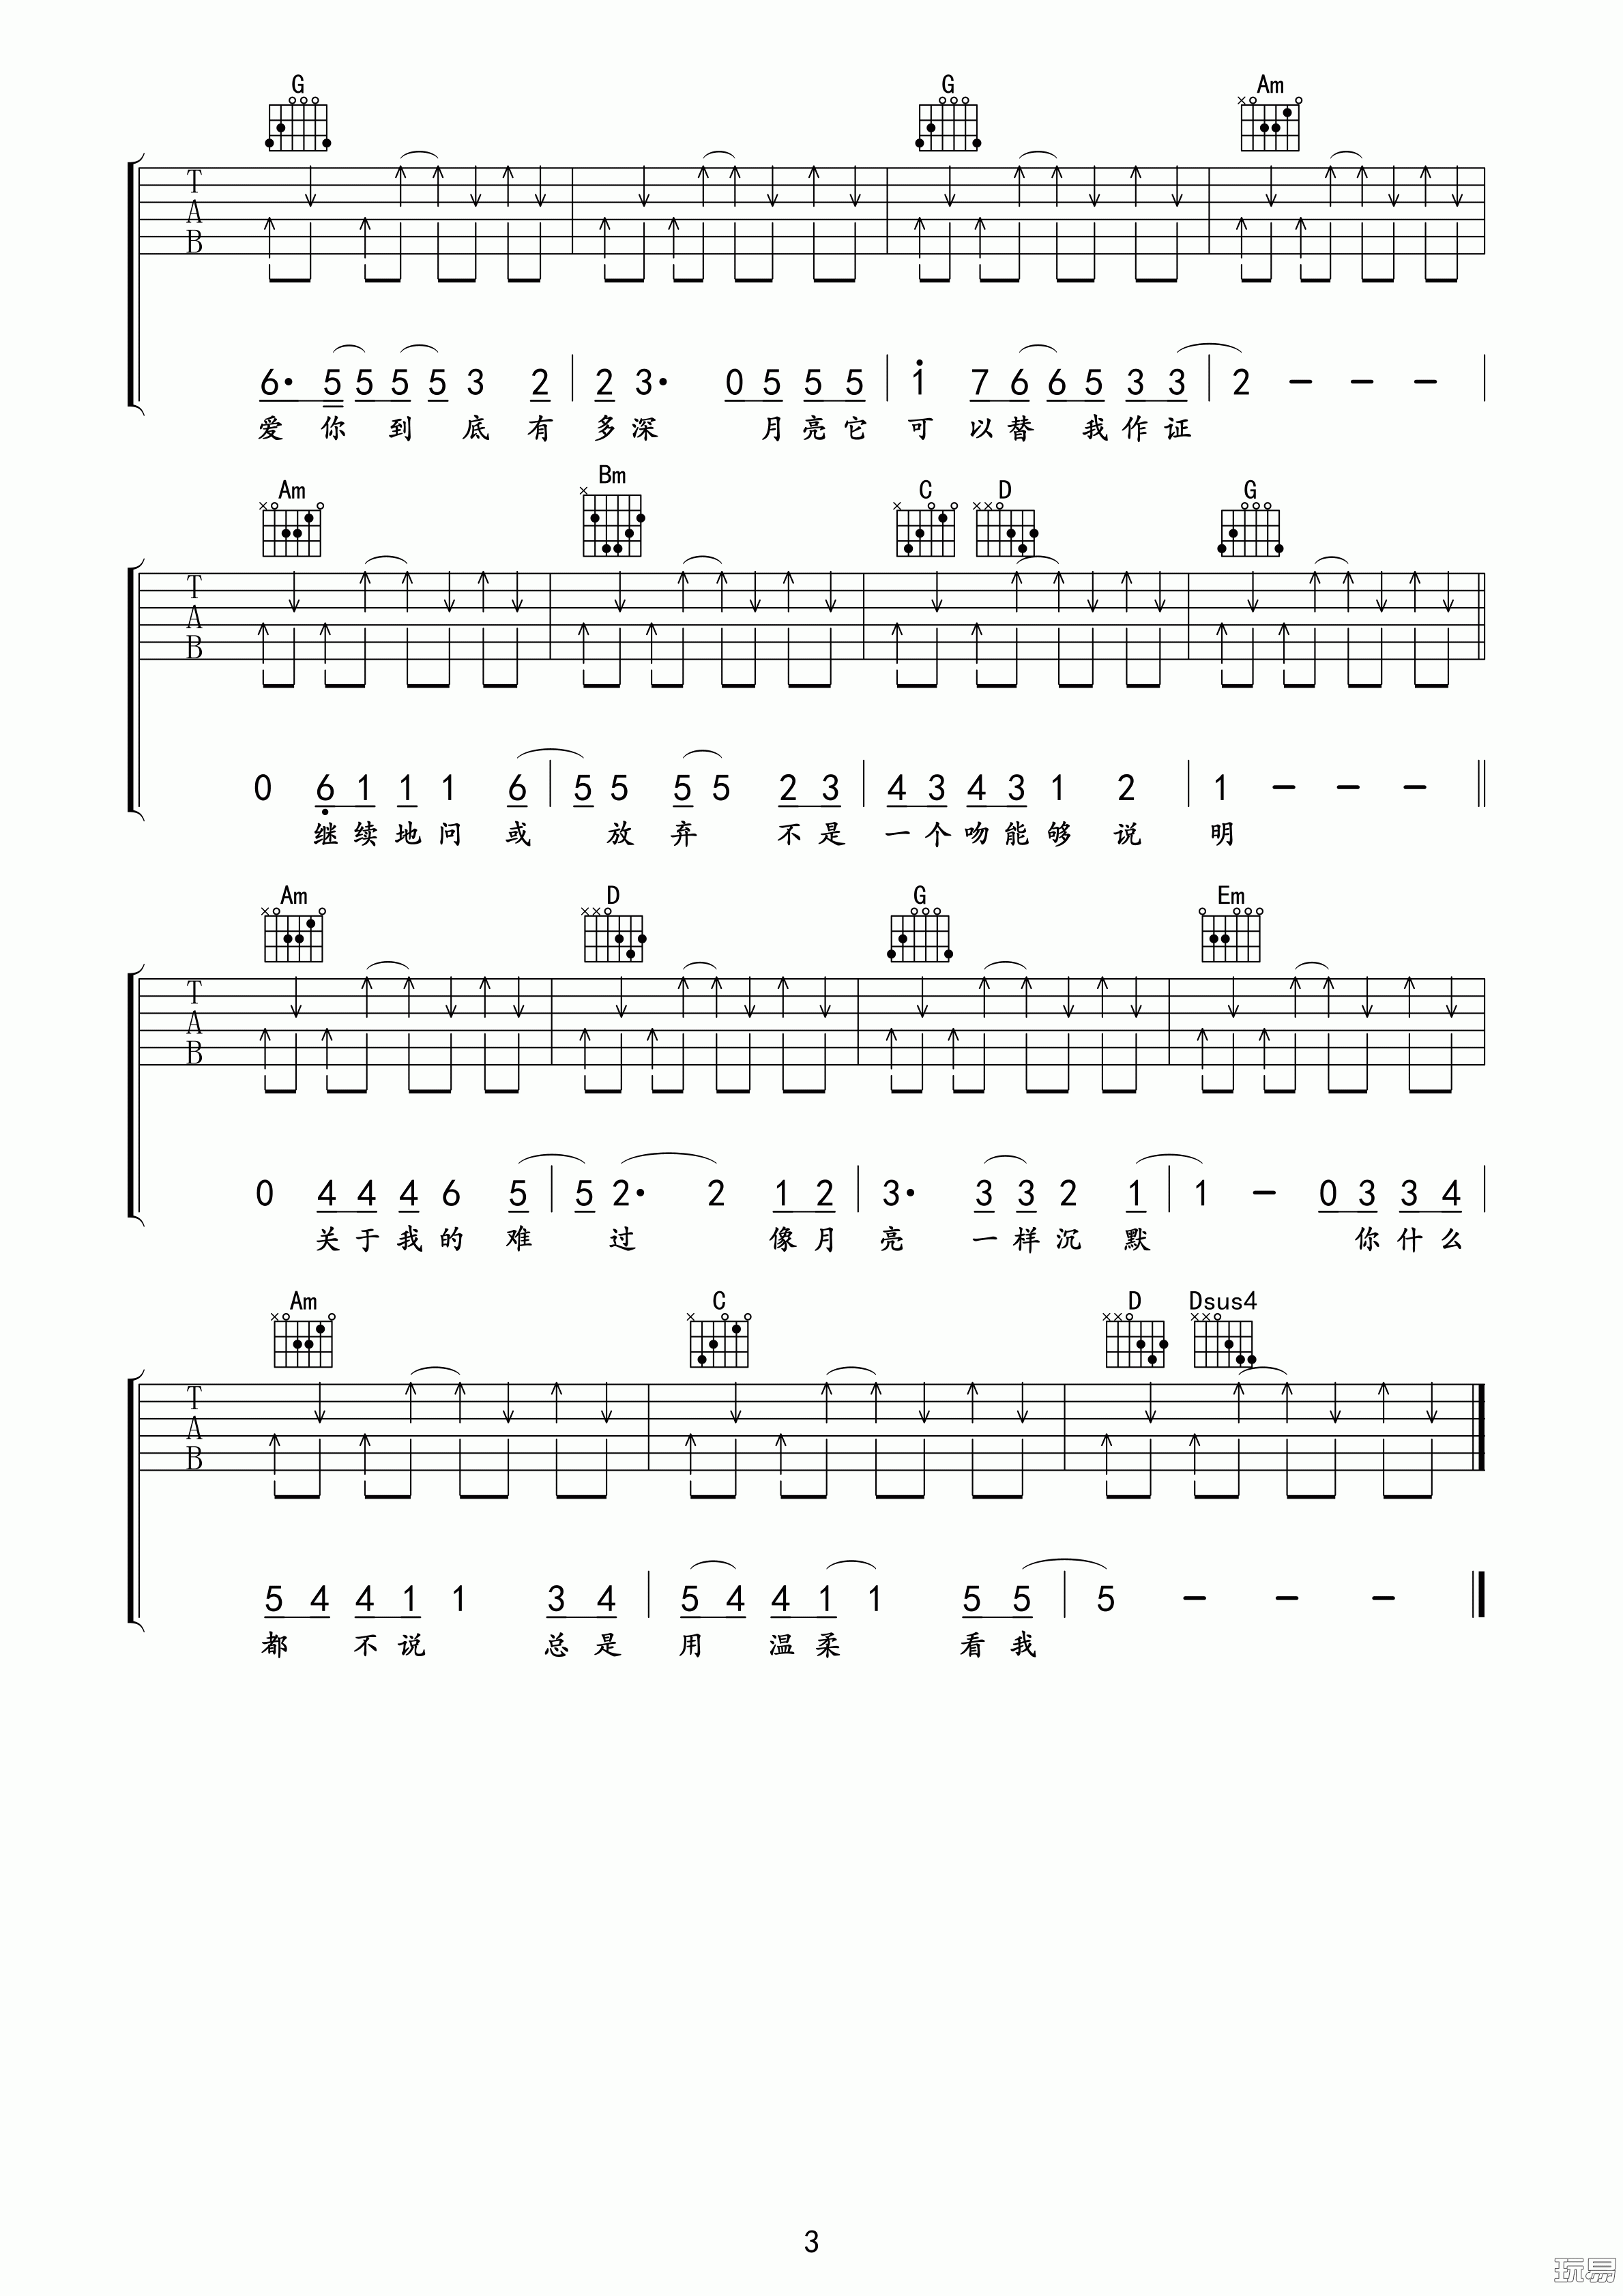 G G Am
T
A
B
6· 5 5 5 5 3 2 | 2 3· 0 5 5 5 | 1 7 6 6 5 3 3 | 2 – – – |
爱 你 到 底 有 多 深 月 亮 它 可 以 替 我 作 证
Am Bm C D G
T
A
B
0 6 1 1 1 6 | 5 5 5 5 2 3 | 4 3 4 3 1 2 | 1 – – – ||
继 续 地 问 或 放 弃 不 是 一 个 吻 能 够 说 明
Am D G Em
T
A
B
0 4 4 4 6 5 | 5 2· 2 1 2 | 3· 3 3 2 1 | 1 – 0 3 3 4 |
关 于 我 的 难 过 像 月 亮 一 样 沉 默 你 什 么
Am C D Dsus4
T
A
B
5 4 4 1 1 3 4 | 5 4 4 1 1 5 5 | 5 – – – ||
都 不 说 总 是 用 温 柔 看 我
3
玩易